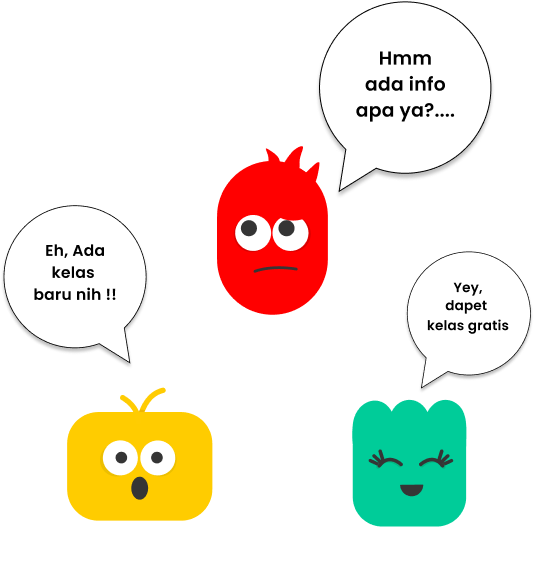 Hmm
ada info
apa ya?....
Eh, Ada
kelas
baru nih !!
Yey,
dapet
kelas gratis